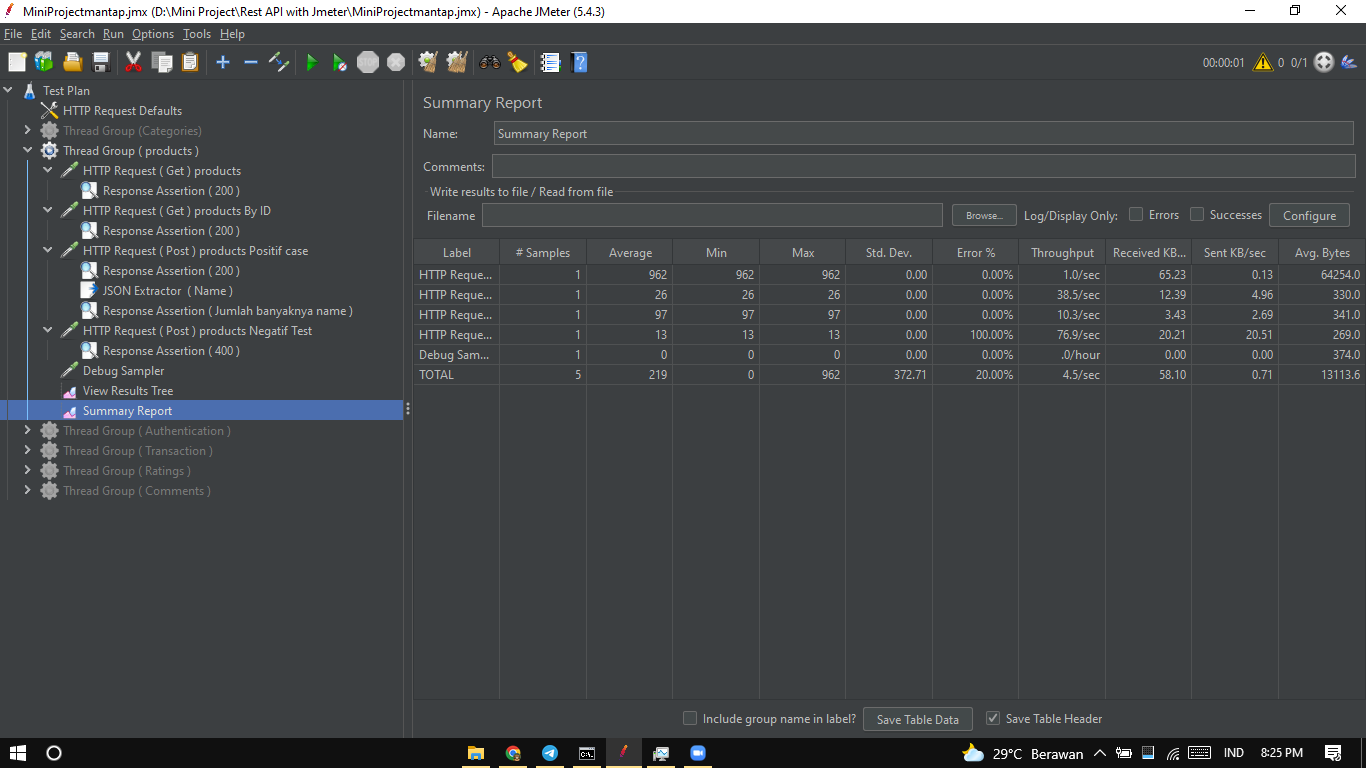 MiniProjectmantap.jmx (D:\Mini Project\Rest API with Jmeter\MiniProjectmantap.jmx) - Apache JMeter (5.4.3)
File Edit Search Run Options Tools Help
STOP 00:00:01 0 0/1
Test Plan
HTTP Request Defaults
Thread Group (Categories)
Thread Group ( products )
HTTP Request ( Get ) products
Response Assertion ( 200 )
HTTP Request ( Get ) products By ID
Response Assertion ( 200 )
HTTP Request ( Post ) products Positif case
Response Assertion ( 200 )
JSON Extractor ( Name )
Response Assertion ( Jumlah banyaknya name )
HTTP Request ( Post ) products Negatif Test
Response Assertion ( 400 )
Debug Sampler
View Results Tree
Summary Report
Thread Group ( Authentication )
Thread Group ( Transaction )
Thread Group ( Ratings )
Thread Group ( Comments )
Summary Report
Name: Summary Report
Comments:
Write results to file / Read from file
Filename Browse... Log/Display Only: Errors Successes Configure
Label # Samples Average Min Max Std. Dev. Error % Throughput Received KB... Sent KB/sec Avg. Bytes
HTTP Reque... 1 962 962 962 0.00 0.00% 1.0/sec 65.23 0.13 64254.0
HTTP Reque... 1 26 26 26 0.00 0.00% 38.5/sec 12.39 4.96 330.0
HTTP Reque... 1 97 97 97 0.00 0.00% 10.3/sec 3.43 2.69 341.0
HTTP Reque... 1 13 13 13 0.00 100.00% 76.9/sec 20.21 20.51 269.0
Debug Sam... 1 0 0 0 0.00 0.00% .0/hour 0.00 0.00 374.0
TOTAL 5 219 0 962 372.71 20.00% 4.5/sec 58.10 0.71 13113.6
Include group name in label? Save Table Data Save Table Header
29°C Berawan IND 8:25 PM